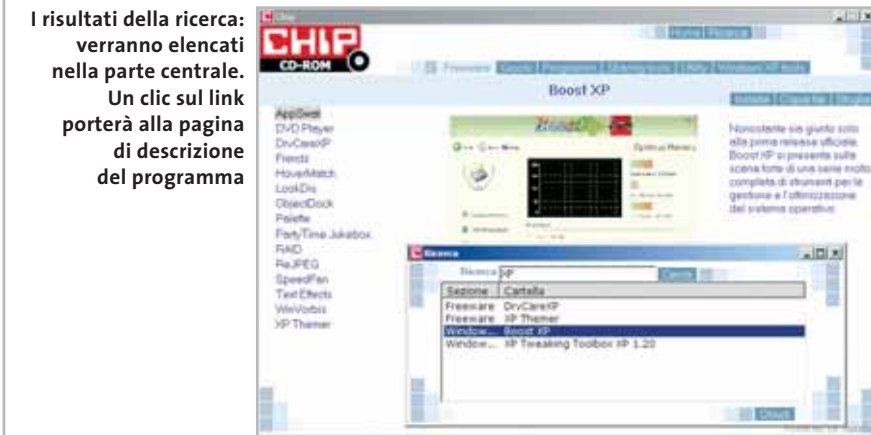 I risultati della ricerca:
verranno elencati
nella parte centrale.
Un clic sul link
porterà alla pagina
di descrizione
del programma
Chip
CHIP
CD-ROM
Home Ricerca
Freeware Giochi Programmi Utility
Boost XP
AppSwat
DVD Player
DrvCareXP
Friendz
HoverMatch
LookDis
ObjectDock
Palette
PartyTime Jukebox
RAID
ReJPEG
SpeedFan
Text Effects
WinVorbis
XP Themer
Installa
Nonostante sia giunto solo
alla prima release ufficiale,
Boost XP si presenta sulla
scena forte di una serie molto
completa di strumenti per la
gestione e l'ottimizzazione
del sistema operativo
Ricerca
Ricerca XP Cerca
Sezione Cartella
Freeware DrvCareXP
Freeware XP Themer
Window... Boost XP
Window... XP Tweaking Toolbox XP 1.20
Chiudi